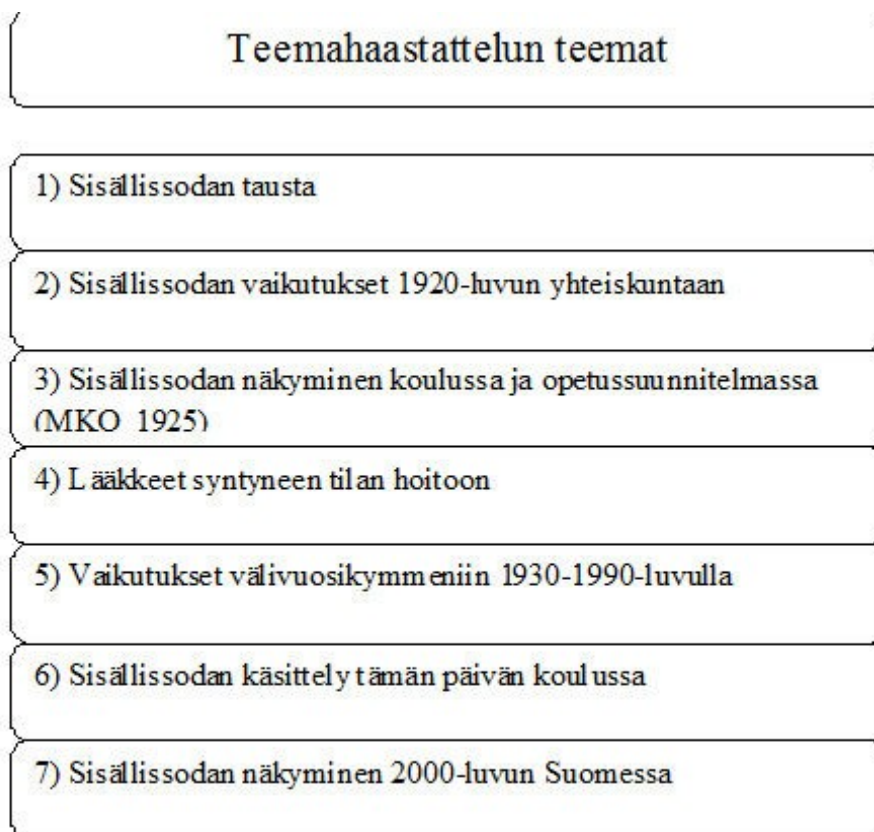 Teemahaastattelun teemat
1) Sisällissodan tausta
2) Sisällissodan vaikutukset 1920-luvun yhteiskuntaan
3) Sisällissodan näkyminen koulussa ja opetussuunnitelmassa
(MKO 1925)
4) Lääkkeet syntyneen tilan hoitoon
5) Vaikutukset välivuosikymmeniin 1930-1990-luvulla
6) Sisällissodan käsittely tämän päivän koulussa
7) Sisällissodan näkyminen 2000-luvun Suomessa